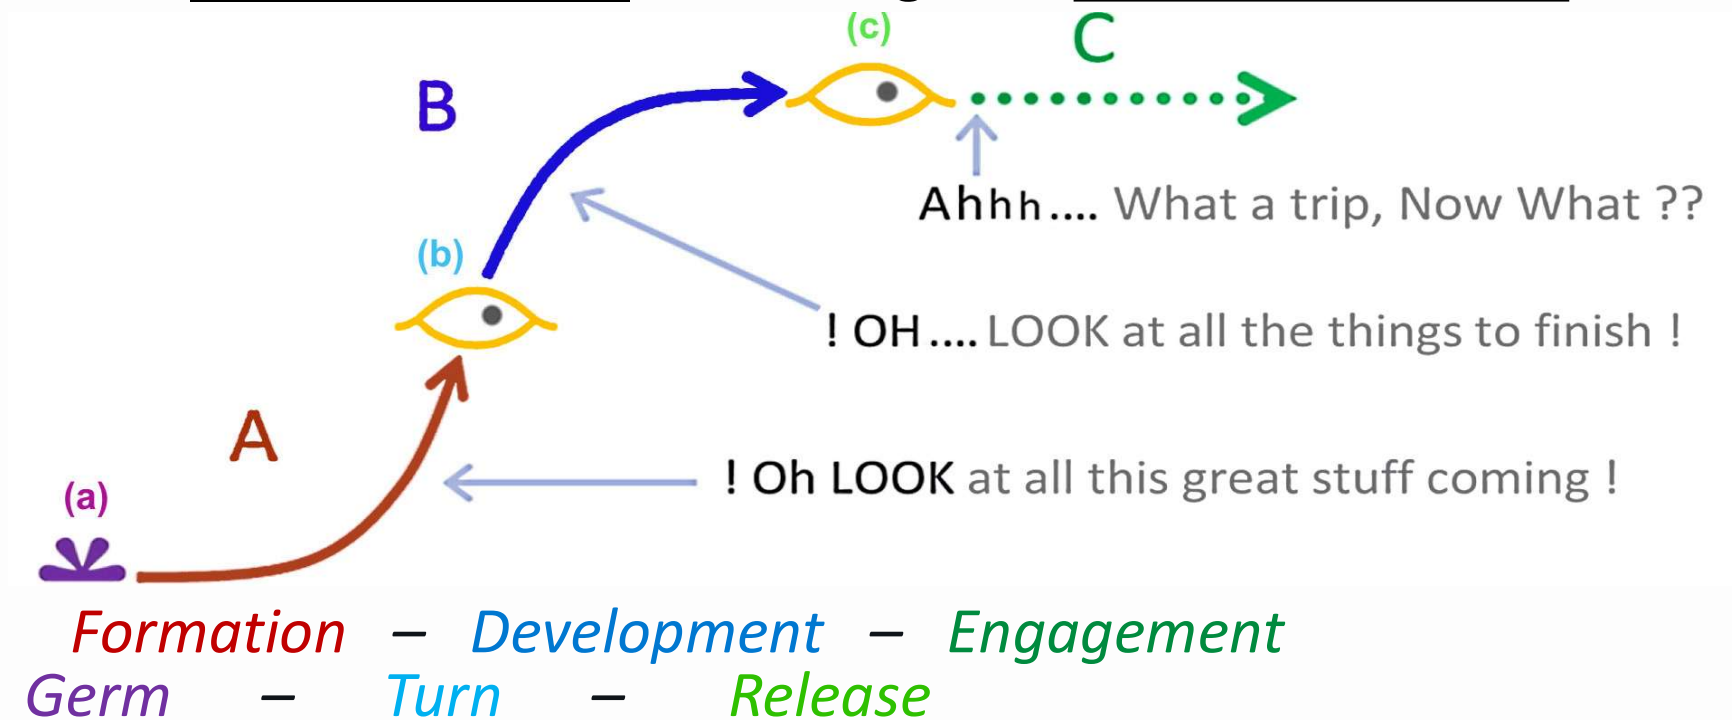 (c) C
B
Ahhh.... What a trip, Now What ??
(b)
! OH.... LOOK at all the things to finish !
A
! Oh LOOK at all this great stuff coming !
(a)
Formation – Development – Engagement
Germ – Turn – Release